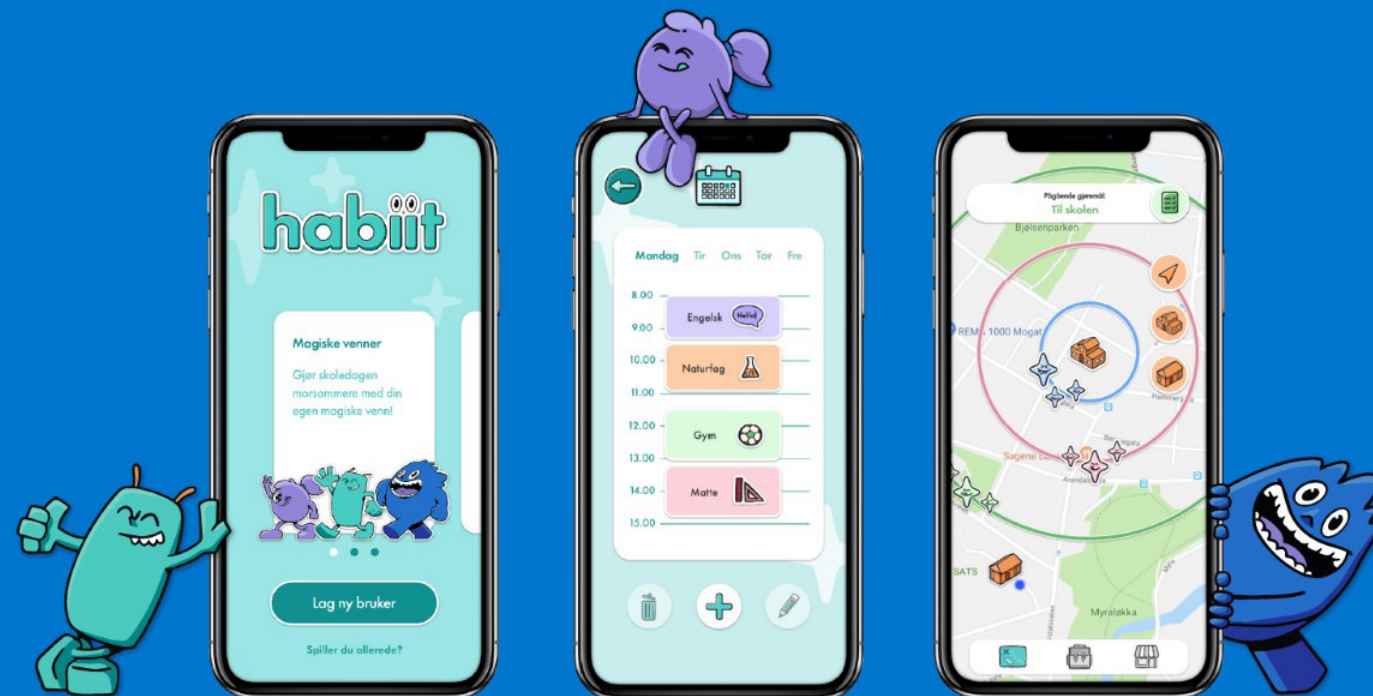 habiit
Magiske venner
Gjør skoledagen
morsommere med din
egen magiske venn!
Lag ny bruker
Spiller du allerede?
Mandag Tir Ons Tor Fre
8.00
Engelsk Hello!
9.00
10.00
Naturfag
11.00
12.00
Gym
13.00
14.00
Matte
15.00
Pågående gjøremål:
Til skolen
Bjølsenparken
REMA 1000
Sagene
SATS
Myraløkka